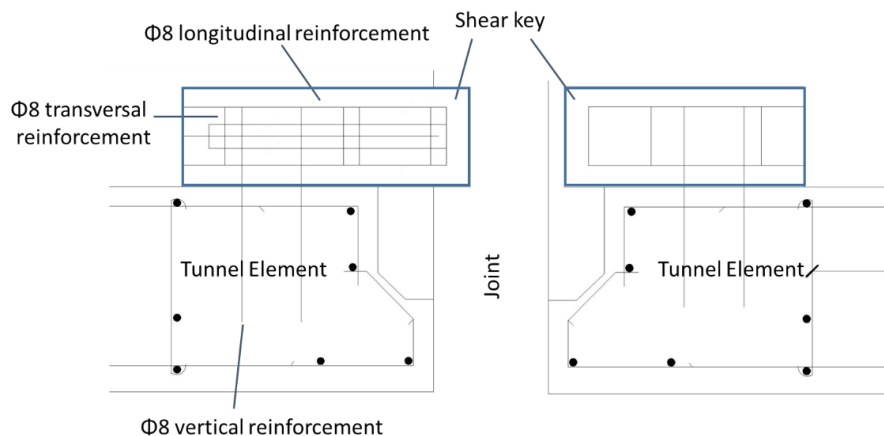 Φ8 longitudinal reinforcement
Shear key
Φ8 transversal
reinforcement
Tunnel Element
Joint
Tunnel Element
Φ8 vertical reinforcement